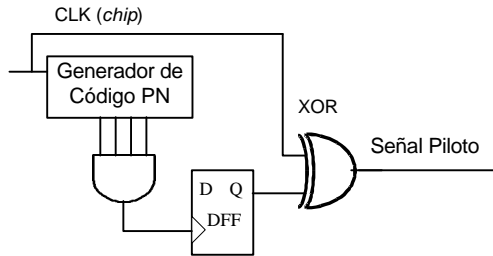 CLK (chip)
Generador de
Código PN
XOR
Señal Piloto
D Q
DFF